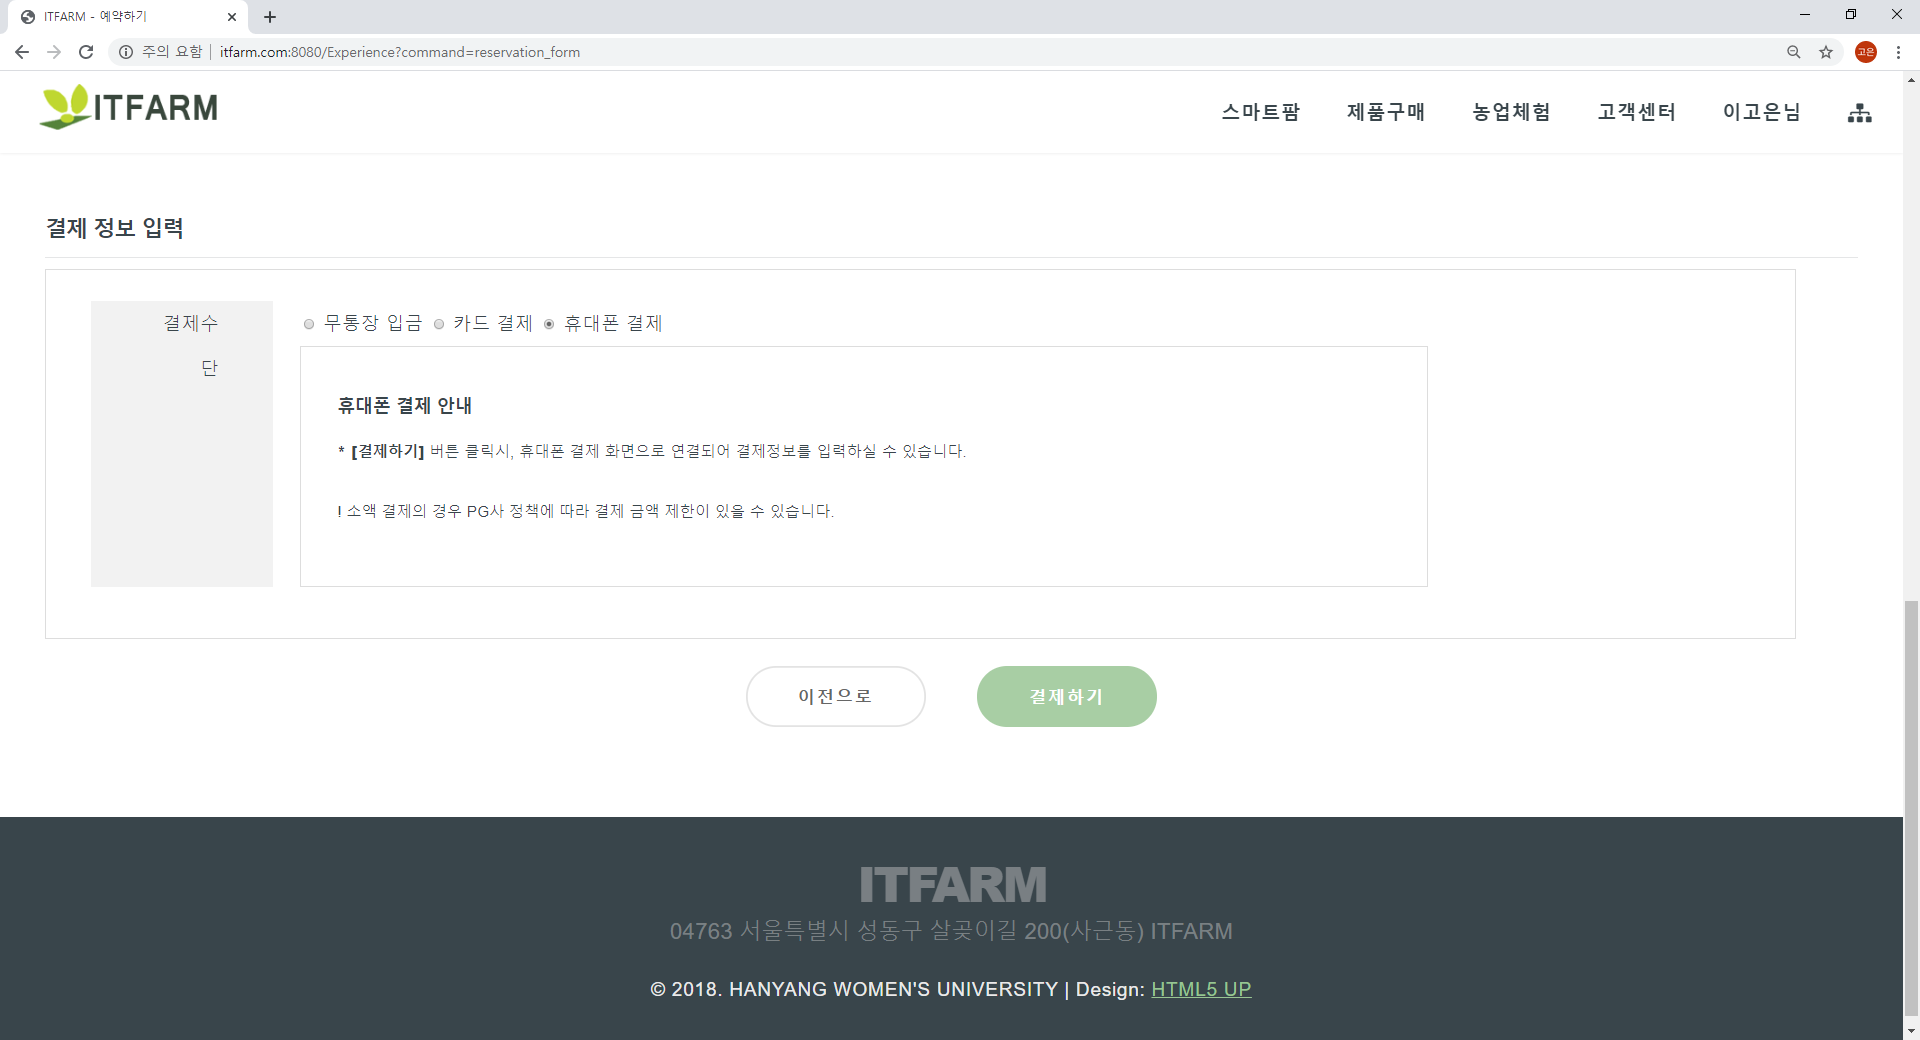 ITFARM - 예약하기
주의 요함 | itfarm.com:8080/Experience?command=reservation_form
고은
ITFARM
스마트팜 제품구매 농업체험 고객센터 이고은님
결제 정보 입력
결제수
단
무통장 입금 카드 결제 휴대폰 결제
휴대폰 결제 안내
* [결제하기] 버튼 클릭시, 휴대폰 결제 화면으로 연결되어 결제정보를 입력하실 수 있습니다.
! 소액 결제의 경우 PG사 정책에 따라 결제 금액 제한이 있을 수 있습니다.
이전으로
결제하기
ITFARM
04763 서울특별시 성동구 살곶이길 200(사근동) ITFARM
© 2018. HANYANG WOMEN'S UNIVERSITY | Design: HTML5 UP